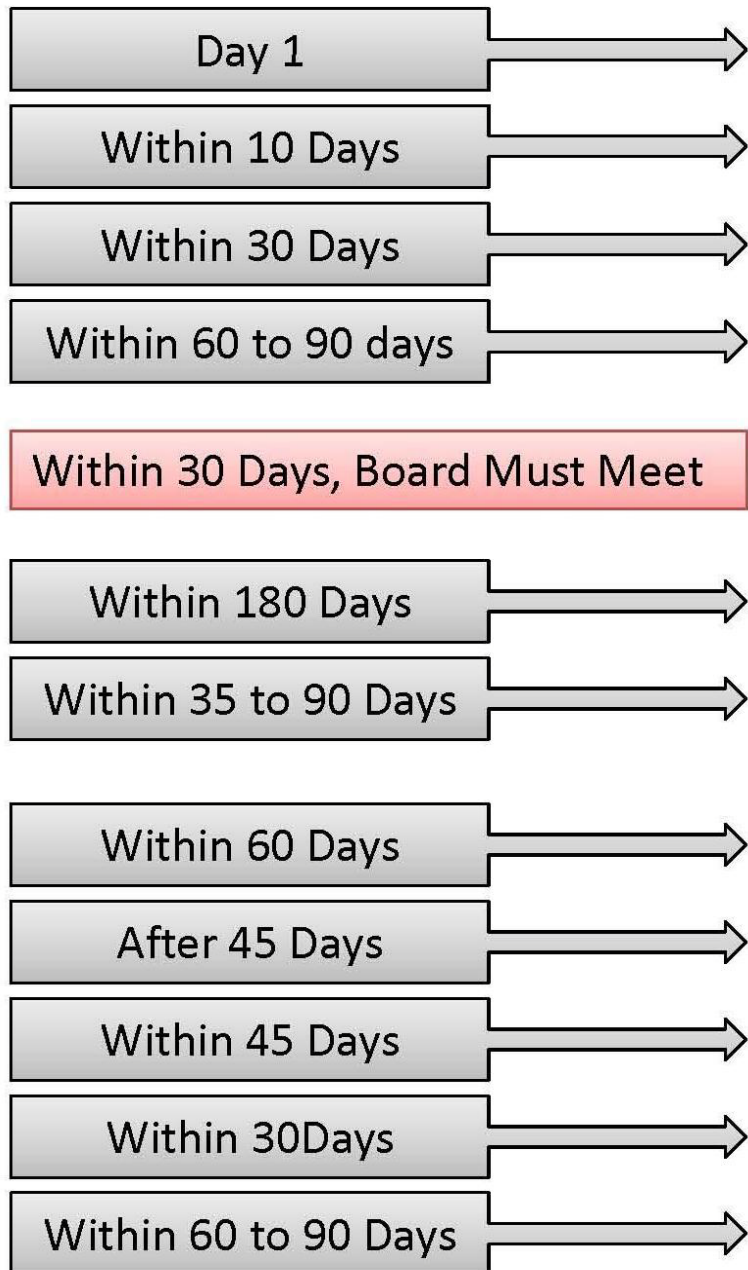 Day 1
Within 10 Days
Within 30 Days
Within 60 to 90 days
Within 30 Days, Board Must Meet
Within 180 Days
Within 35 to 90 Days
Within 60 Days
After 45 Days
Within 45 Days
Within 30Days
Within 60 to 90 Days